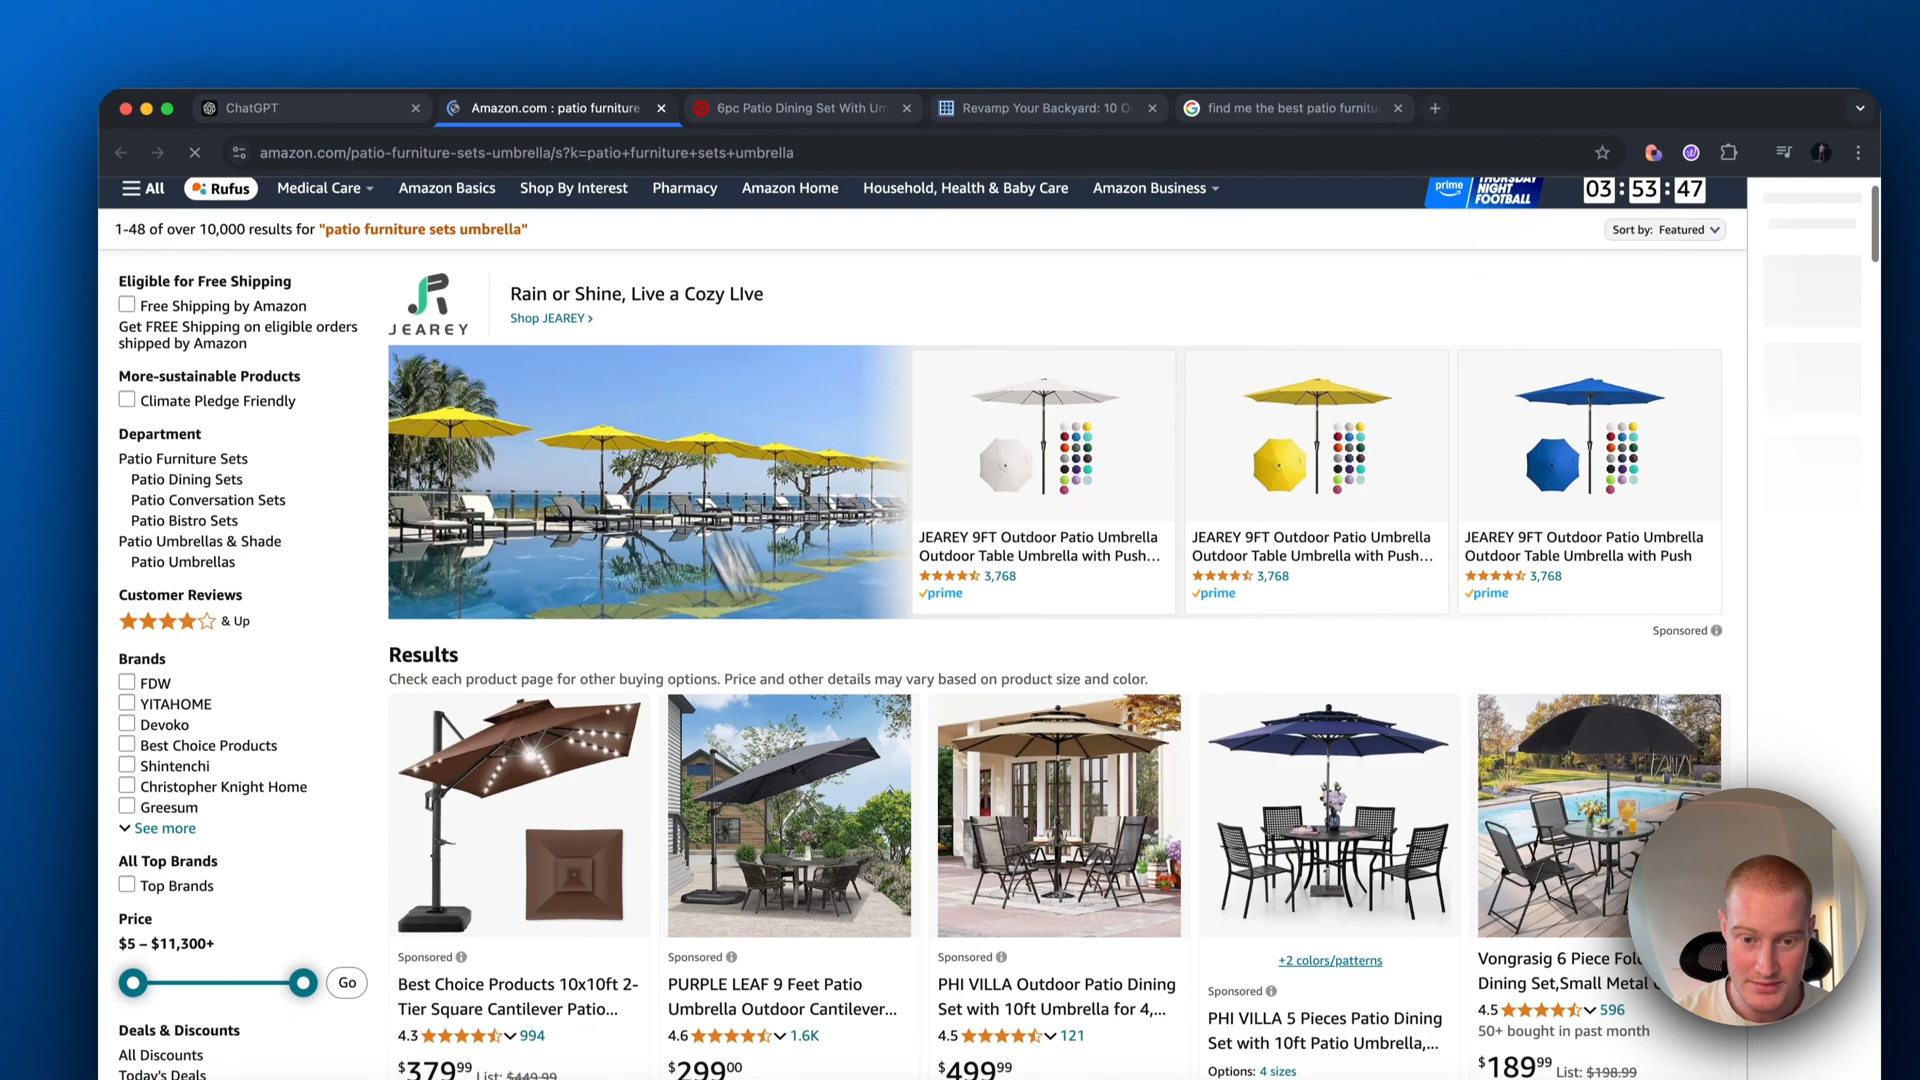 ChatGPT
Amazon.com : patio furniture
6pc Patio Dining Set With Um
Revamp Your Backyard: 10 O
find me the best patio furnitu
amazon.com/patio-furniture-sets-umbrella/s?k=patio+furniture+sets+umbrella
All
Rufus
Medical Care
Amazon Basics
Shop By Interest
Pharmacy
Amazon Home
Household, Health & Baby Care
Amazon Business
prime
THURSDAY
NIGHT
FOOTBALL
03 : 53 : 47
1-48 of over 10,000 results for "patio furniture sets umbrella"
Sort by: Featured
Eligible for Free Shipping
Free Shipping by Amazon
Get FREE Shipping on eligible orders
shipped by Amazon
More-sustainable Products
Climate Pledge Friendly
Department
Patio Furniture Sets
Patio Dining Sets
Patio Conversation Sets
Patio Bistro Sets
Patio Umbrellas & Shade
Patio Umbrellas
Customer Reviews
& Up
Brands
FDW
YITAHOME
Devoko
Best Choice Products
Shintenchi
Christopher Knight Home
Greesum
See more
All Top Brands
Top Brands
Price
$5 – $11,300+
Go
Deals & Discounts
All Discounts
Today's Deals
JEAREY
Rain or Shine, Live a Cozy LIve
Shop JEAREY ›
JEAREY 9FT Outdoor Patio Umbrella
Outdoor Table Umbrella with Push…
3,768
prime
JEAREY 9FT Outdoor Patio Umbrella
Outdoor Table Umbrella with Push…
3,768
prime
JEAREY 9FT Outdoor Patio Umbrella
Outdoor Table Umbrella with Push
3,768
prime
Sponsored
Results
Check each product page for other buying options. Price and other details may vary based on product size and color.
Sponsored
Best Choice Products 10x10ft 2-
Tier Square Cantilever Patio...
4.3 994
$379 99 List: $449.99
Sponsored
PURPLE LEAF 9 Feet Patio
Umbrella Outdoor Cantilever...
4.6 1.6K
$299 00
Sponsored
PHI VILLA Outdoor Patio Dining
Set with 10ft Umbrella for 4,...
4.5 121
$499 99
+2 colors/patterns
Sponsored
PHI VILLA 5 Pieces Patio Dining
Set with 10ft Patio Umbrella,...
Options: 4 sizes
Vongrasig 6 Piece Fol
Dining Set,Small Metal
4.5 596
50+ bought in past month
$189 99 List: $198.99